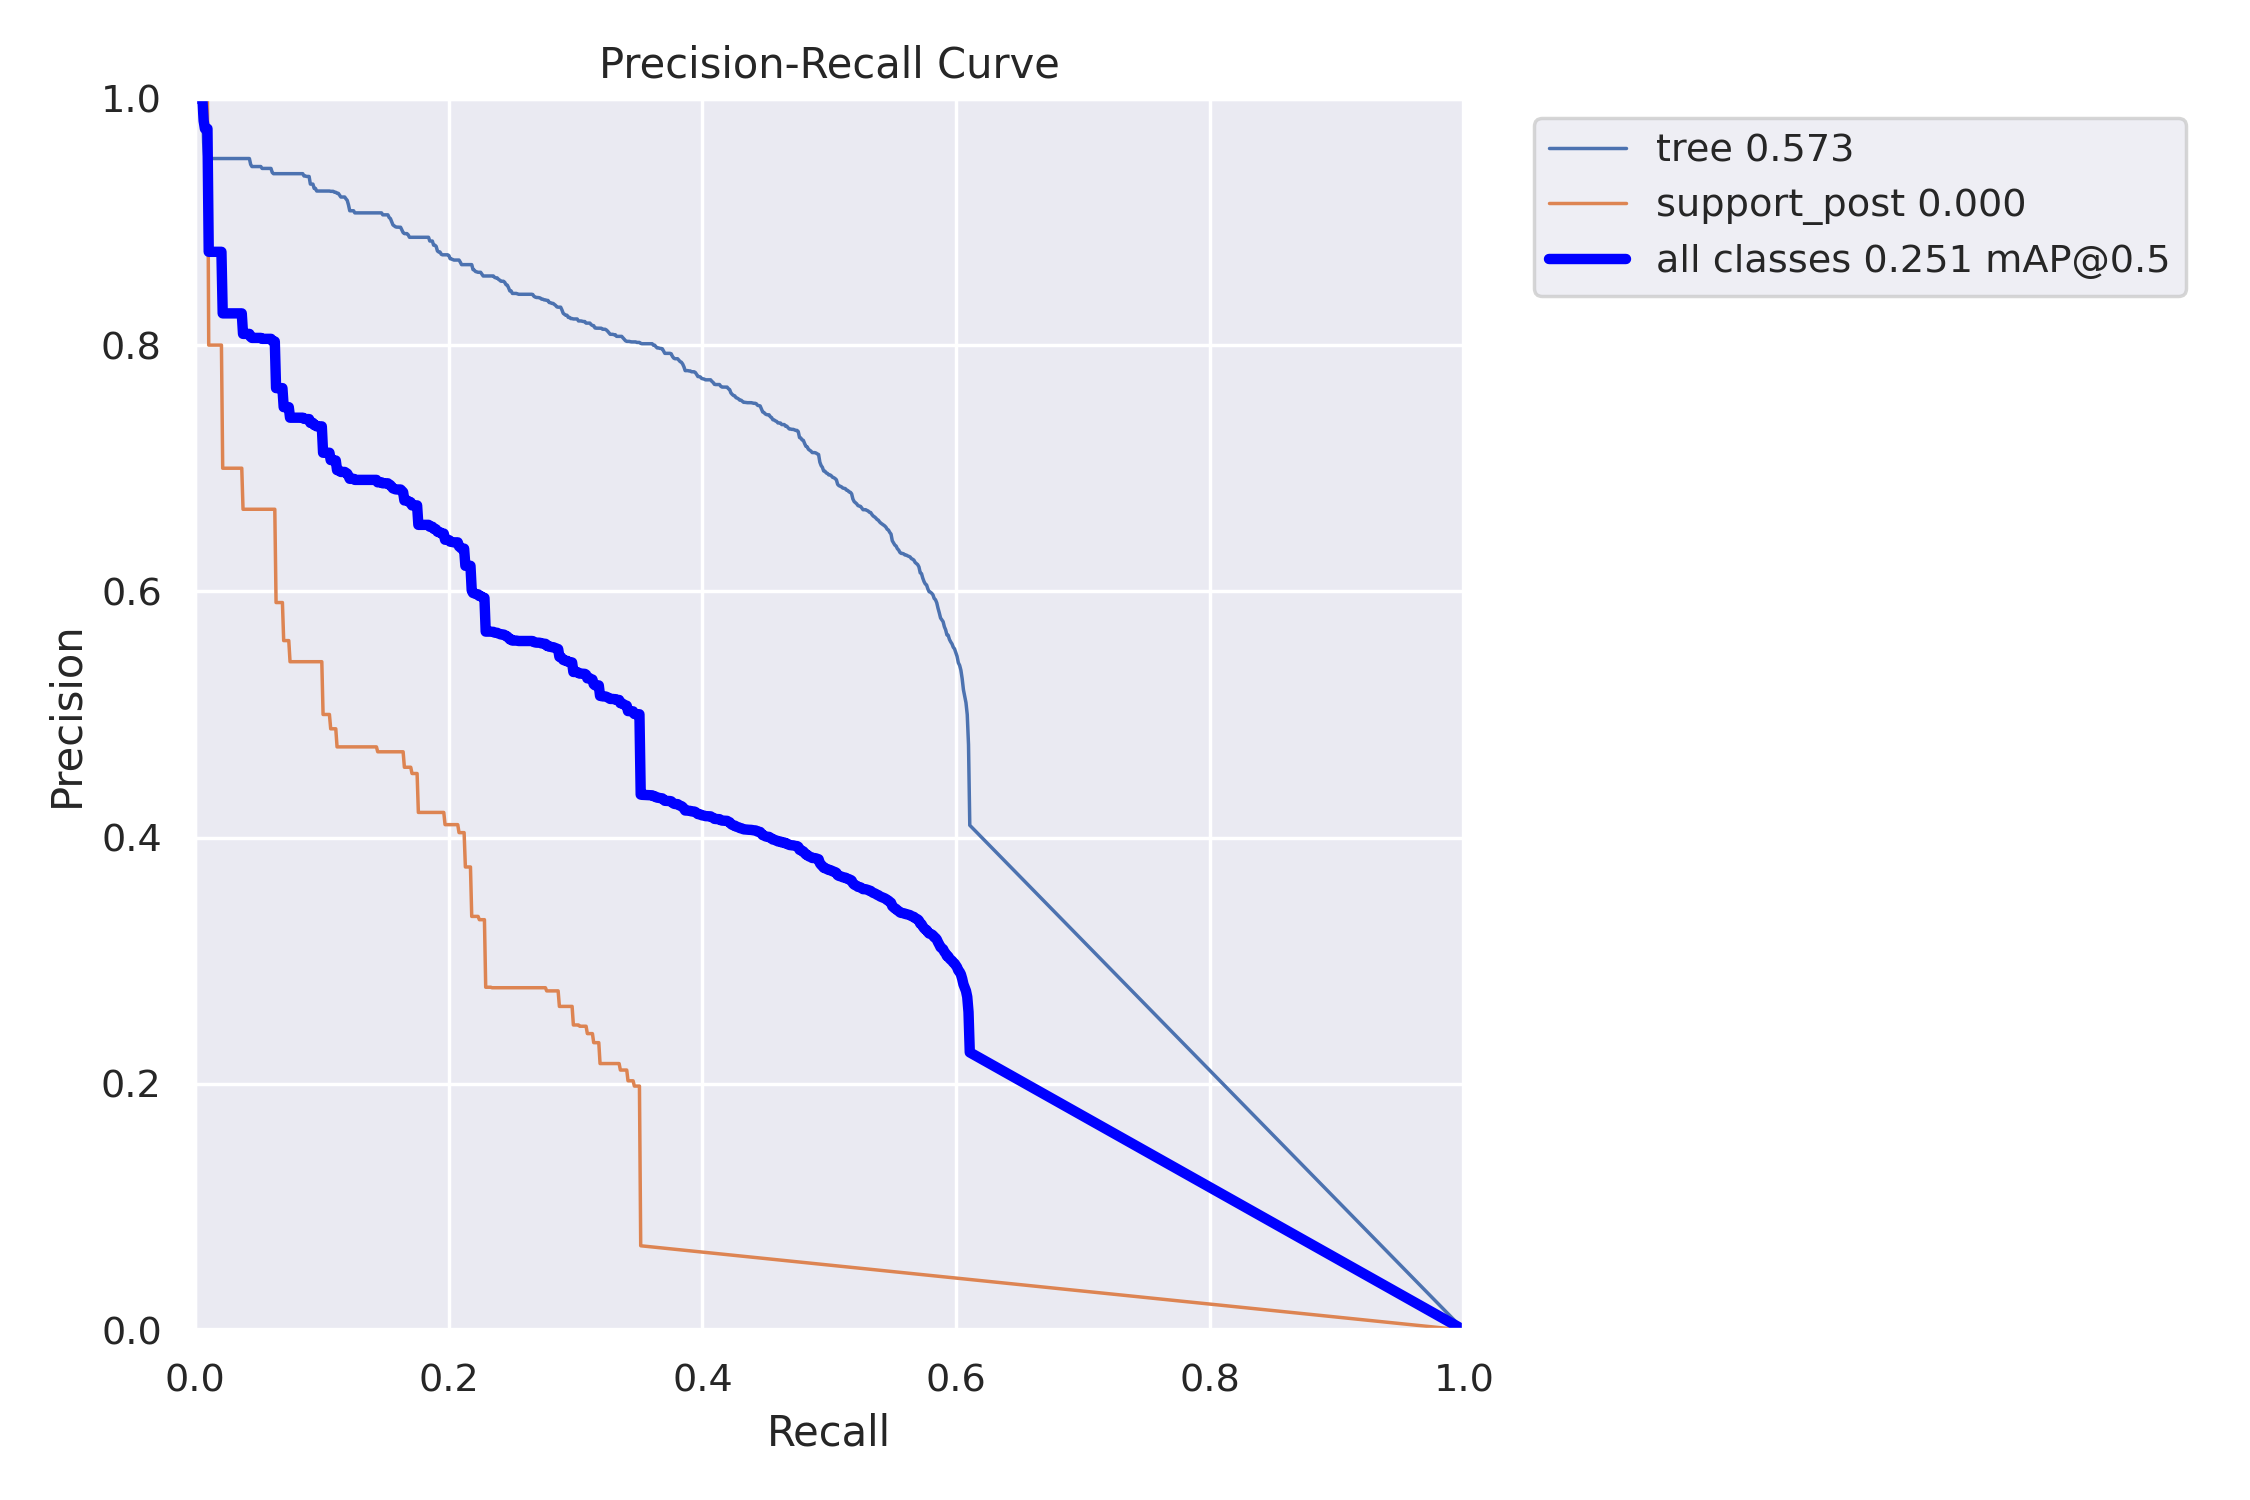 Precision-Recall Curve
1.0
0.8
0.6
0.4
0.2
0.0
Precision
0.0 0.2 0.4 0.6 0.8 1.0
Recall
tree 0.573
support_post 0.000
all classes 0.251 mAP@0.5